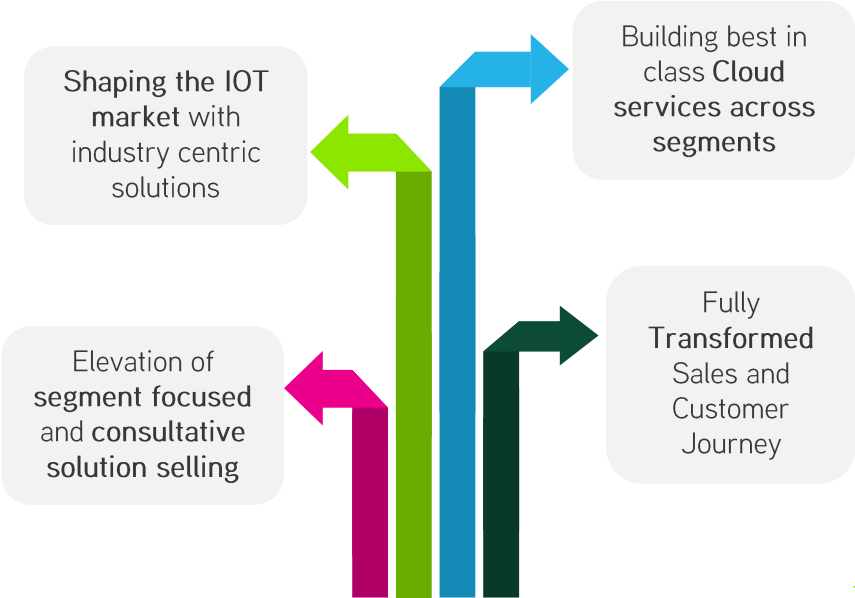 Shaping the IOT
market with
industry centric
solutions
Building best in
class Cloud
services across
segments
Elevation of
segment focused
and consultative
solution selling
Fully
Transformed
Sales and
Customer
Journey